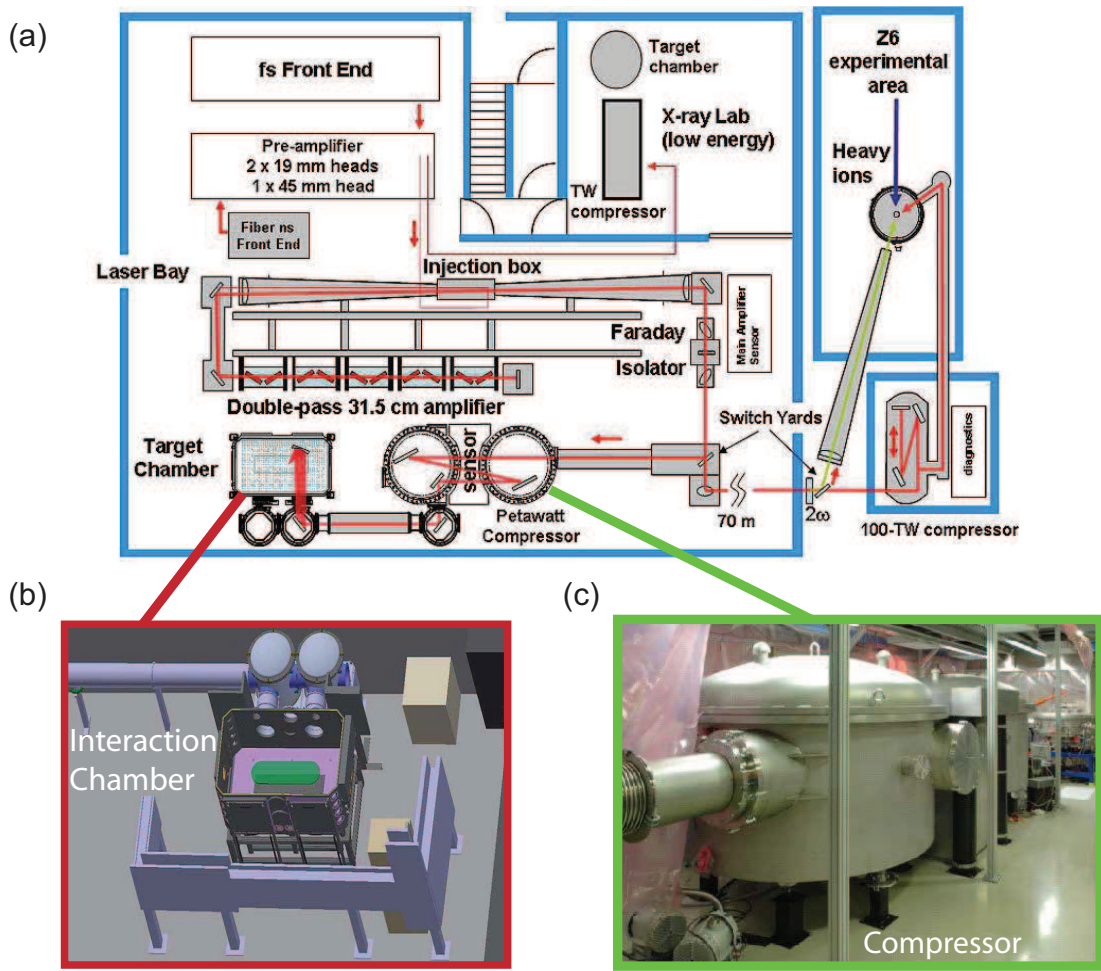 (a)
fs Front End
Pre-amplifier
2 x 19 mm heads
1 x 45 mm head
Fiber ns
Front End
Target
chamber
X-ray Lab
(low energy)
TW
compressor
Z6
experimental
area
Heavy
ions
Laser Bay
Injection box
Faraday
Isolator
Main Amplifier
Sensor
Double-pass 31.5 cm amplifier
Switch Yards
Target
Chamber
sensor
Petawatt
Compressor
70 m
2ω
diagnostics
100-TW compressor
(b)
Interaction
Chamber
(c)
Compressor